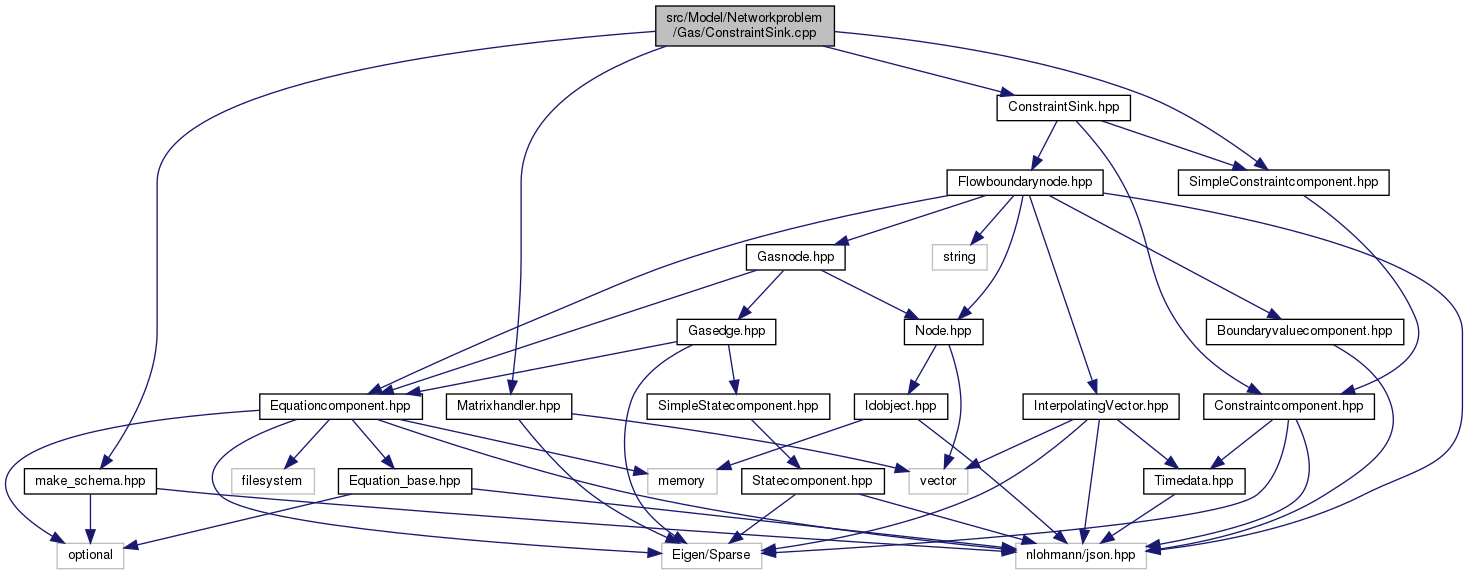 src/Model/Networkproblem
/Gas/ConstraintSink.cpp
ConstraintSink.hpp
Flowboundarynode.hpp
SimpleConstraintcomponent.hpp
Gasnode.hpp
string
Gasedge.hpp
Node.hpp
Boundaryvaluecomponent.hpp
Equationcomponent.hpp
Matrixhandler.hpp
SimpleStatecomponent.hpp
Idobject.hpp
InterpolatingVector.hpp
Constraintcomponent.hpp
make_schema.hpp
filesystem
Equation_base.hpp
memory
Statecomponent.hpp
vector
Timedata.hpp
optional
Eigen/Sparse
nlohmann/json.hpp